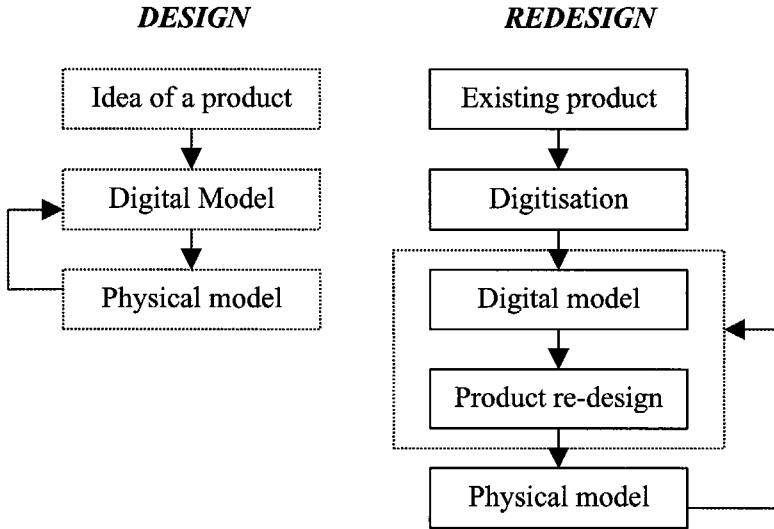 DESIGN
Idea of a product
Digital Model
Physical model
REDESIGN
Existing product
Digitisation
Digital model
Product re-design
Physical model